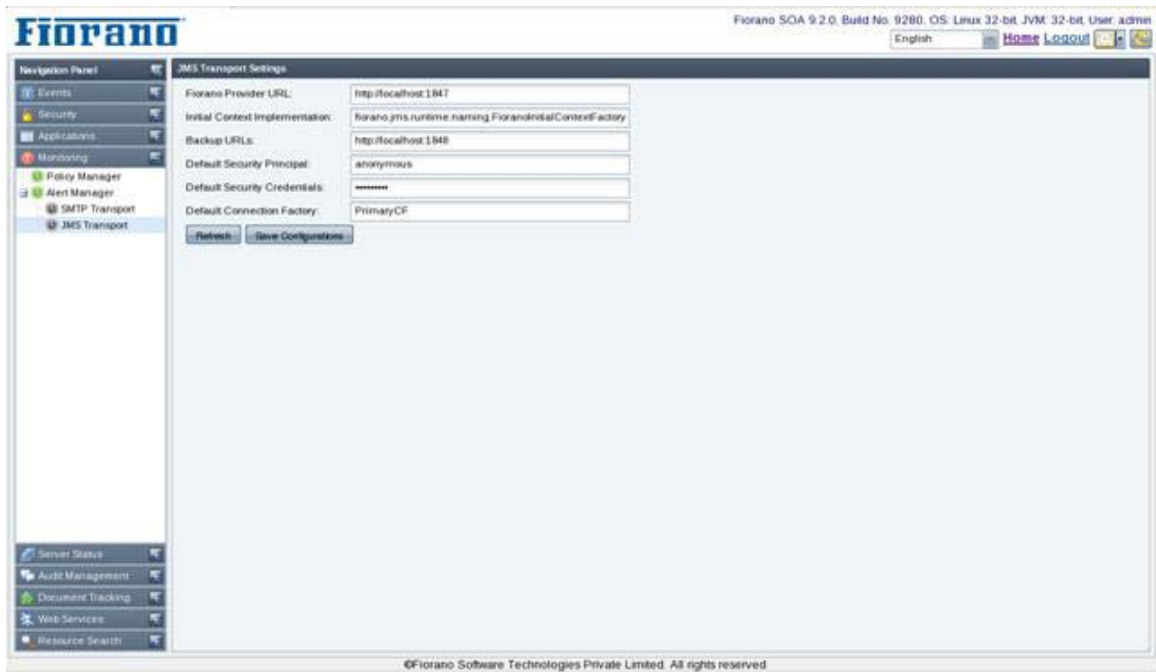 Fiorano
Fiorano SOA 9.2.0, Build No. 9280, OS: Linux 32-bit, JVM: 32-bit, User: admin
English
Home Logout
Navigation Panel
Events
Security
Applications
Monitoring
Policy Manager
Alert Manager
SMTP Transport
JMS Transport
Server Status
Audit Management
Document Tracking
Web Services
Resource Search
JMS Transport Settings
Fiorano Provider URL: http://localhost:1847
Initial Context Implementation: fiorano.jms.runtime.naming.FioranoInitialContextFactory
Backup URLs: http://localhost:1848
Default Security Principal: anonymous
Default Security Credentials: •••••••••
Default Connection Factory: PrimaryCF
Refresh Save Configurations
©Fiorano Software Technologies Private Limited. All rights reserved